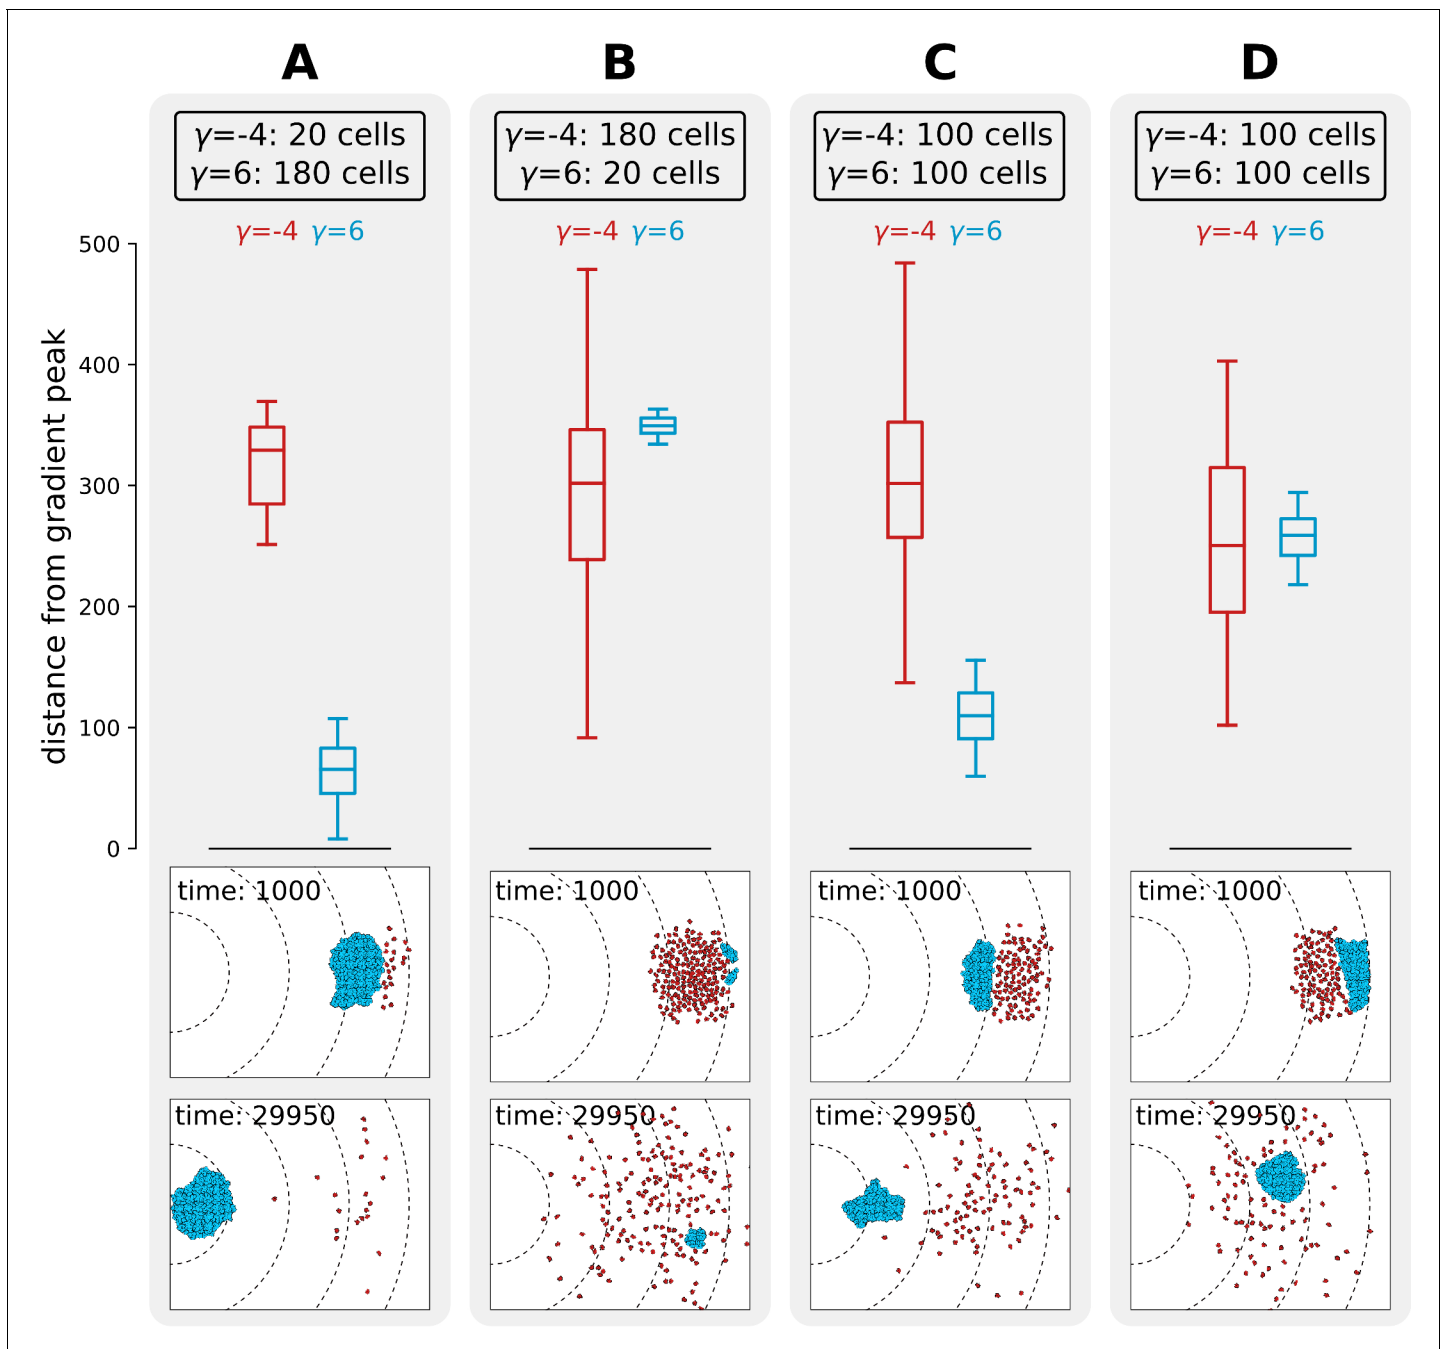 A
B
C
D
γ=-4: 20 cells
γ=6: 180 cells
γ=-4: 180 cells
γ=6: 20 cells
γ=-4: 100 cells
γ=6: 100 cells
γ=-4: 100 cells
γ=6: 100 cells
γ=-4 γ=6
γ=-4 γ=6
γ=-4 γ=6
γ=-4 γ=6
distance from gradient peak
500
400
300
200
100
0
time: 1000
time: 1000
time: 1000
time: 1000
time: 29950
time: 29950
time: 29950
time: 29950